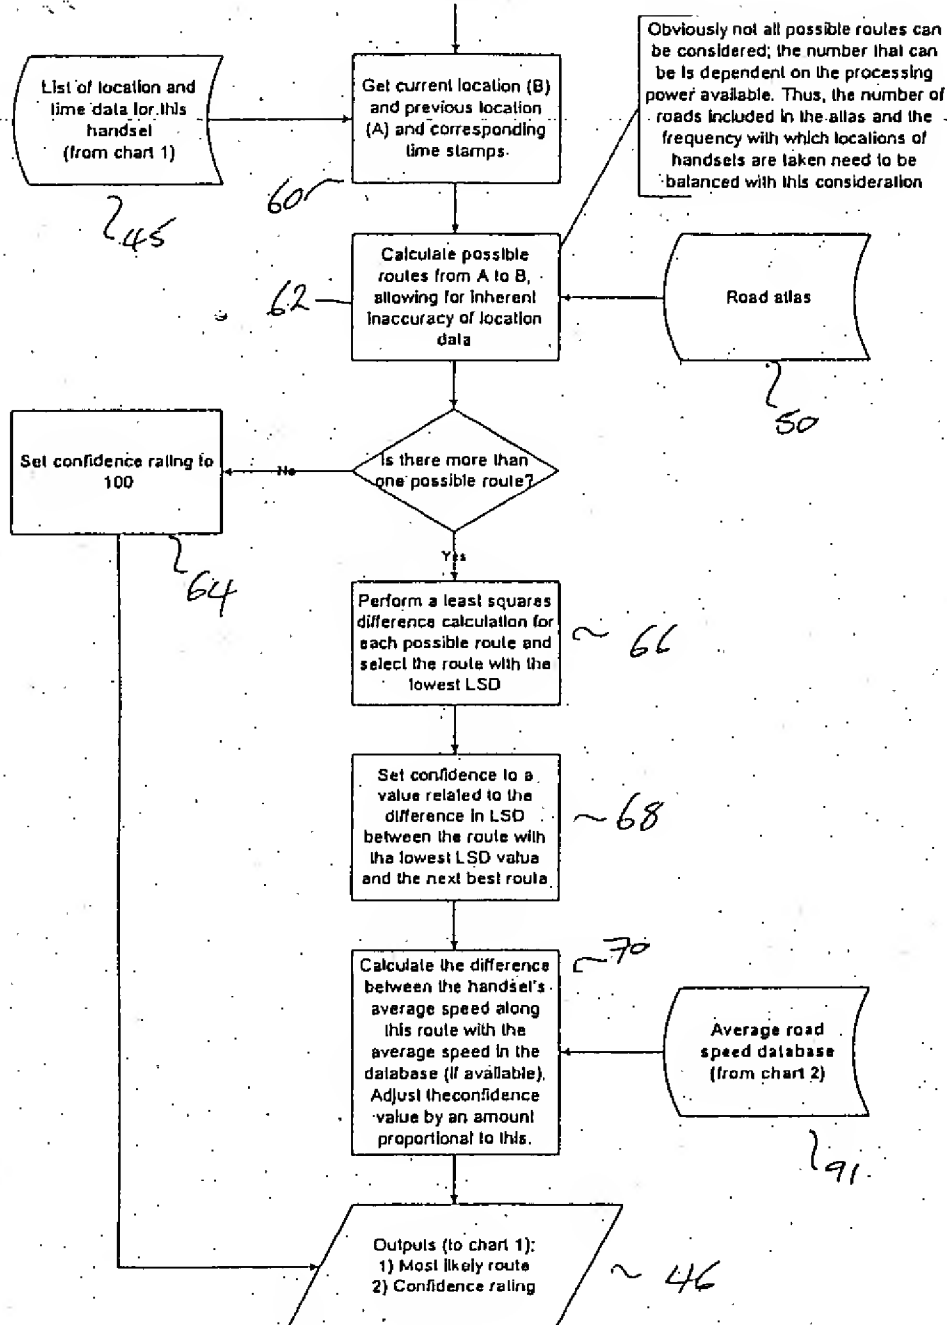 Obviously not all possible routes can
be considered; the number that can
be is dependent on the processing
power available. Thus, the number of
roads included in the atlas and the
frequency with which locations of
handsets are taken need to be
balanced with this consideration
List of location and
time data for this
handset
(from chart 1)
45
Get current location (B)
and previous location
(A) and corresponding
time stamps.
60
Calculate possible
routes from A to B,
allowing for inherent
inaccuracy of location
data
62
Road atlas
50
Is there more than
one possible route?
No
Set confidence rating to
100
64
Yes
Perform a least squares
difference calculation for
each possible route and
select the route with the
lowest LSD
66
Set confidence to a
value related to the
difference in LSD
between the route with
the lowest LSD value
and the next best route
68
70
Calculate the difference
between the handset's
average speed along
this route with the
average speed in the
database (if available).
Adjust theconfidence
value by an amount
proportional to this.
Average road
speed database
(from chart 2)
91
Outputs (to chart 1):
1) Most likely route
2) Confidence rating
46